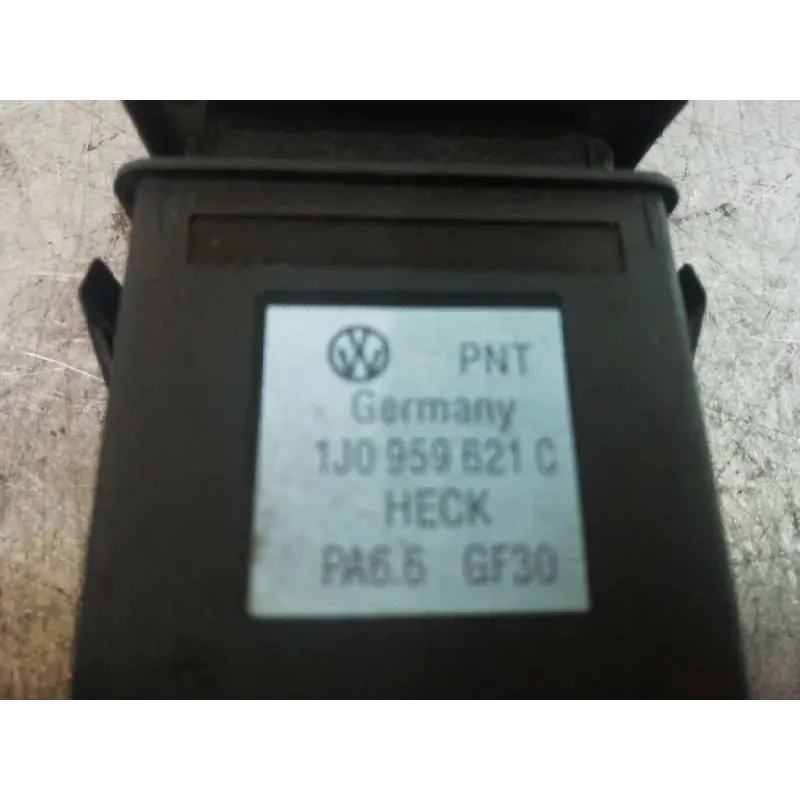 PNT
Germany
1J0 959 621 C
HECK
PA6.6 GF30